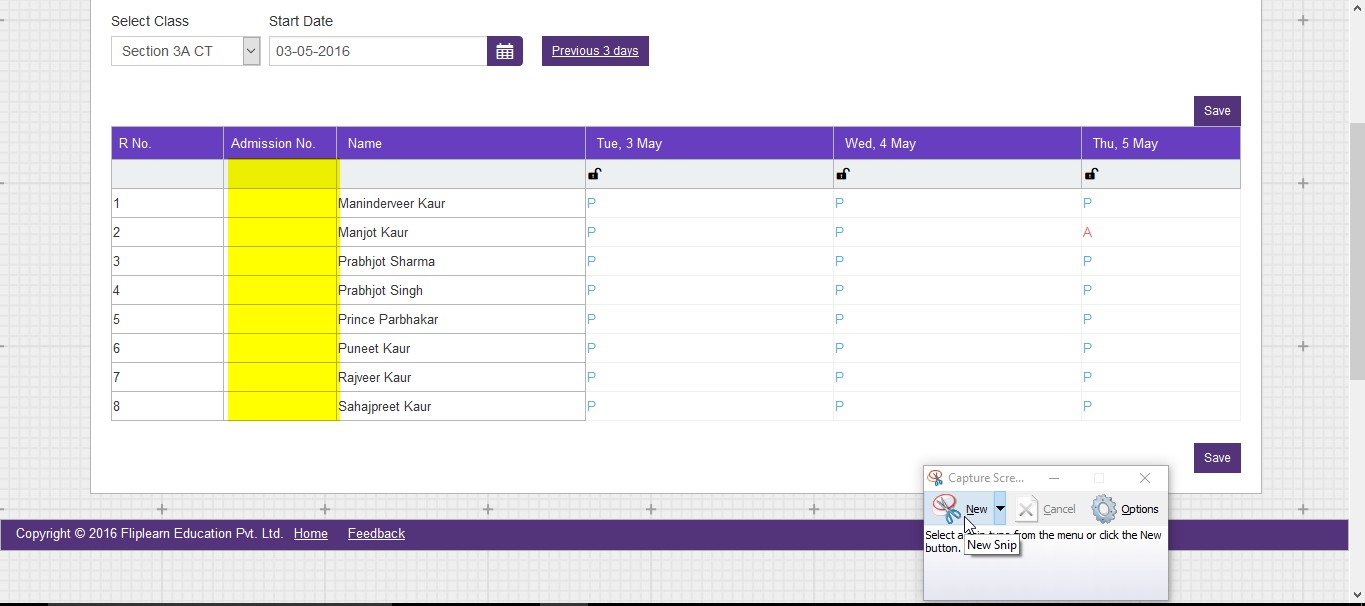 Select Class Start Date
Section 3A CT 03-05-2016 Previous 3 days
Save
R No. Admission No. Name Tue, 3 May Wed, 4 May Thu, 5 May
1 Maninderveer Kaur P P P
2 Manjot Kaur P P A
3 Prabhjot Sharma P P P
4 Prabhjot Singh P P P
5 Prince Parbhakar P P P
6 Puneet Kaur P P P
7 Rajveer Kaur P P P
8 Sahajpreet Kaur P P P
Save
Capture Scre...
New Cancel Options
Select a from the menu or click the New
button. New Snip
Copyright © 2016 Fliplearn Education Pvt. Ltd. Home Feedback